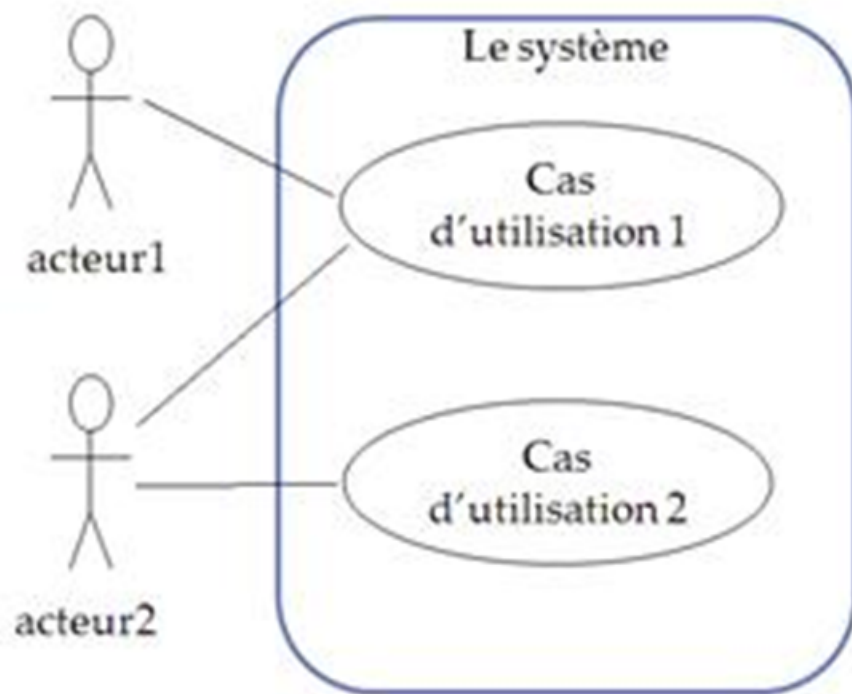 Le système
Cas
d'utilisation 1
acteur1
Cas
d'utilisation 2
acteur2